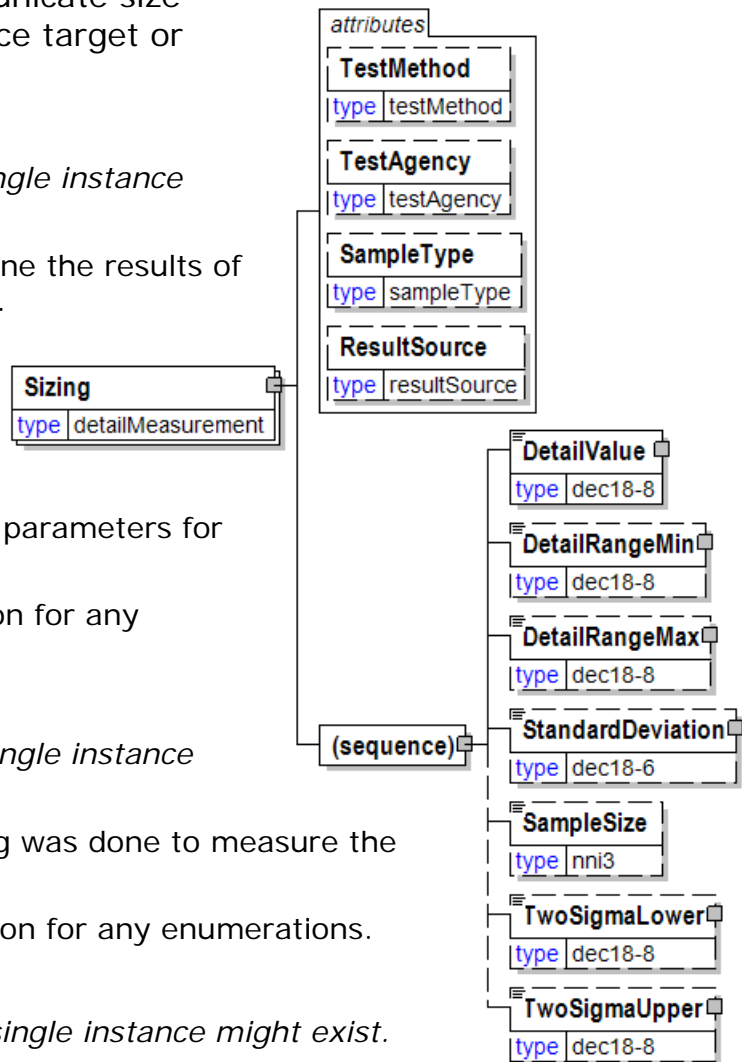 unicate size
ce target or
ngle instance
ne the results of
.
parameters for
on for any
ngle instance
g was done to measure the
on for any enumerations.
single instance might exist.
attributes
TestMethod
type testMethod
TestAgency
type testAgency
SampleType
type sampleType
ResultSource
type resultSource
Sizing
type detailMeasurement
(sequence)
DetailValue
type dec18-8
DetailRangeMin
type dec18-8
DetailRangeMax
type dec18-8
StandardDeviation
type dec18-6
SampleSize
type nni3
TwoSigmaLower
type dec18-8
TwoSigmaUpper
type dec18-8